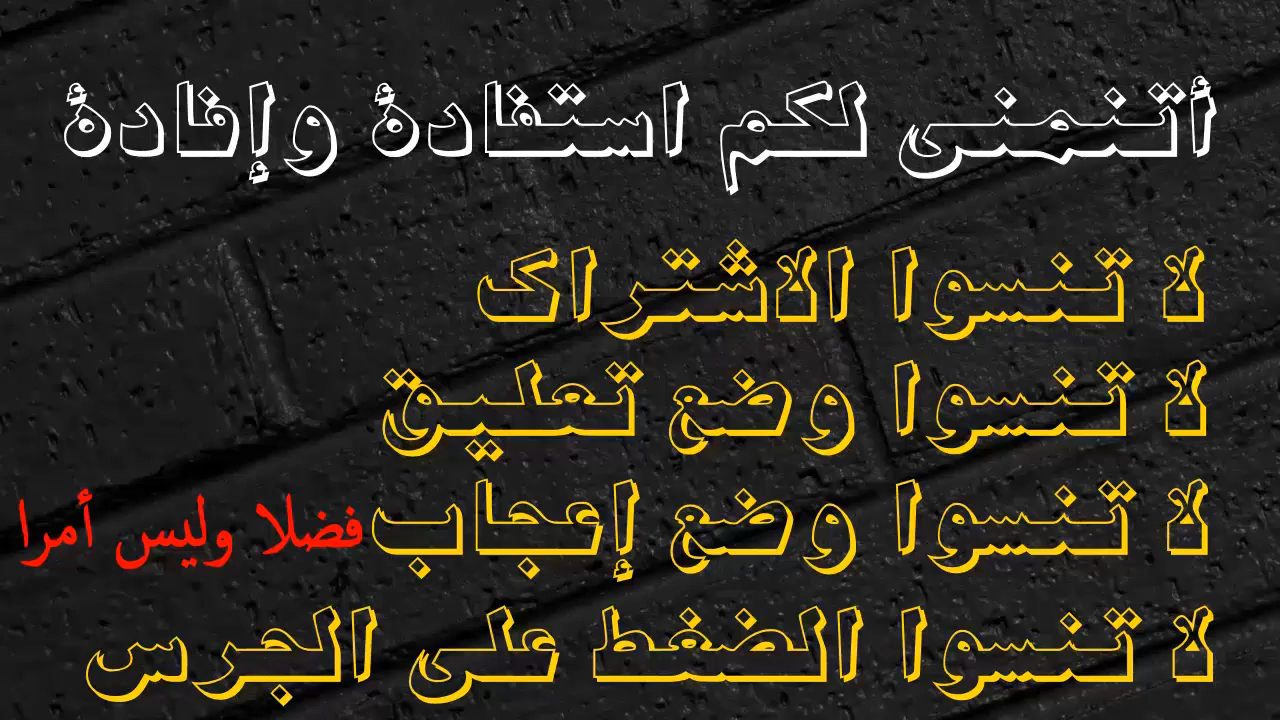 أتنمنى لكم استفادة وإفادة
لا تنسوا الاشتراك
لا تنسوا وضع تعليق
لا تنسوا وضع إعجاب فضلا وليس أمرا
لا تنسوا الضغط على الجرس